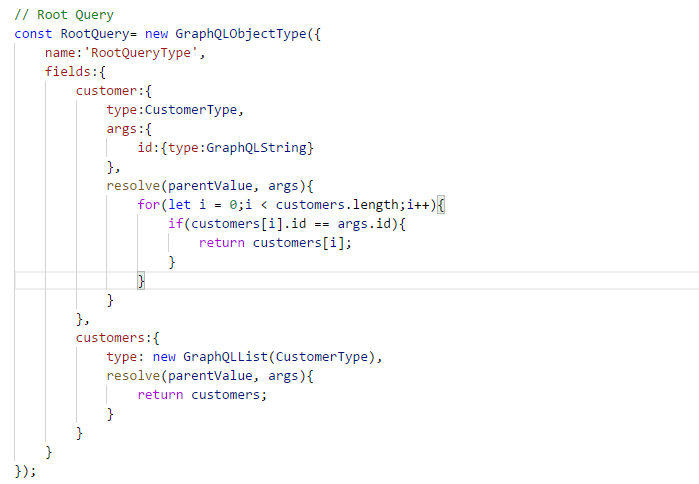 // Root Query
const RootQuery= new GraphQLObjectType({
    name:'RootQueryType',
    fields:{
        customer:{
            type:CustomerType,
            args:{
                id:{type:GraphQLString}
            },
            resolve(parentValue, args){
                for(let i = 0;i < customers.length;i++){
                    if(customers[i].id == args.id){
                        return customers[i];
                    }
                }
            }
        },
        customers:{
            type: new GraphQLList(CustomerType),
            resolve(parentValue, args){
                return customers;
            }
        }
    }
});